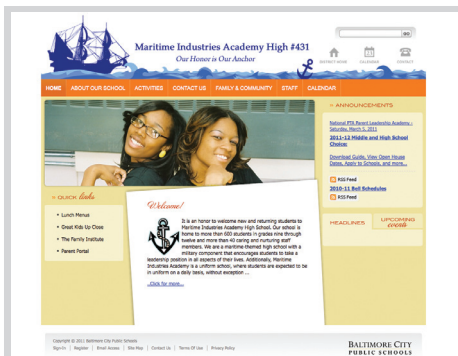 GO
Maritime Industries Academy High #431
Our Honor is Our Anchor
DISTRICT HOME CALENDAR CONTACT
HOME ABOUT OUR SCHOOL ACTIVITIES CONTACT US FAMILY & COMMUNITY STAFF CALENDAR
ANNOUNCEMENTS
National PTA Parent Leadership Academy -
Saturday, March 5, 2011
2011-12 Middle and High School
Choice:
Download Guide, View Open House
Dates, Apply to Schools, and more...
RSS Feed
2010-11 Bell Schedules
RSS Feed
HEADLINES
UPCOMING
events
QUICK links
• Lunch Menus
• Great Kids Up Close
• The Family Institute
• Parent Portal
Welcome!
It is an honor to welcome new and returning students to
Maritime Industries Academy High School. Our school is
home to more than 600 students in grades nine through
twelve and more than 40 caring and nurturing staff
members. We are a maritime-themed high school with a
military component that encourages students to take a
leadership position in all aspects of their lives. Additionally, Maritime
Industries Academy is a uniform school, where students are expected to be
in uniform on a daily basis, without exception ...
...Click for more...
Copyright © 2011 Baltimore City Public Schools
Sign-In | Register | Email Access | Site Map | Contact Us | Terms Of Use | Privacy Policy
BALTIMORE CITY
PUBLIC SCHOOLS